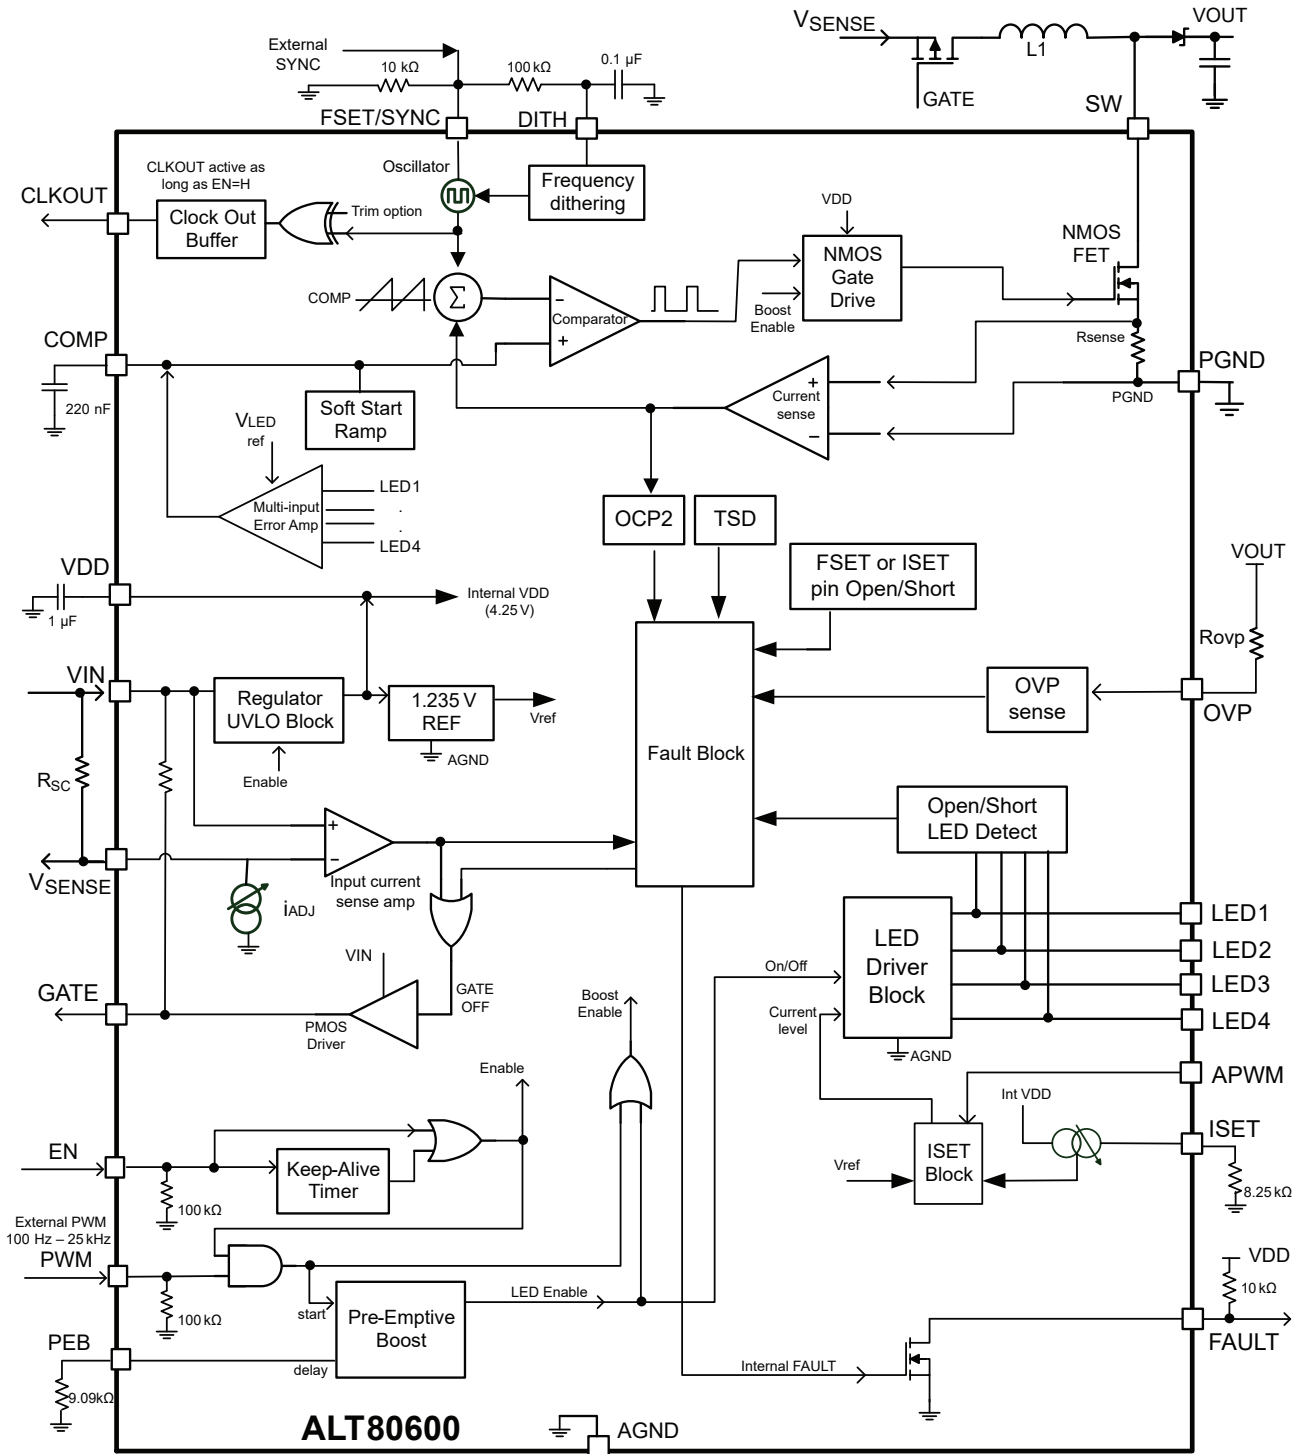 VSENSE
VOUT
L1
GATE
SW
External
SYNC
10 kΩ
100 kΩ
0.1 µF
FSET/SYNC
DITH
CLKOUT active as
long as EN=H
Oscillator
CLKOUT
Clock Out
Buffer
Trim option
Frequency
dithering
VDD
NMOS
Gate
Drive
NMOS
FET
COMP
Σ
–
Comparator
+
Boost
Enable
Rsense
COMP
PGND
220 nF
Soft Start
Ramp
+
Current
sense
–
PGND
VLED
ref
Multi-input
Error Amp
LED1
.
.
LED4
OCP2
TSD
FSET or ISET
pin Open/Short
VOUT
VDD
1 µF
Internal VDD
(4.25 V)
Rovp
VIN
Regulator
UVLO Block
1.235 V
REF
Vref
AGND
Enable
OVP
sense
OVP
Fault Block
RSC
+
–
Input current
sense amp
Open/Short
LED Detect
VSENSE
iADJ
LED
Driver
Block
LED1
LED2
LED3
LED4
On/Off
Current
level
AGND
VIN
GATE
OFF
GATE
PMOS
Driver
Boost
Enable
Enable
APWM
Int VDD
EN
Keep-Alive
Timer
100 kΩ
Vref
ISET
Block
ISET
8.25 kΩ
External PWM
100 Hz – 25 kHz
PWM
100 kΩ
start
Pre-Emptive
Boost
LED Enable
VDD
10 kΩ
PEB
delay
9.09kΩ
Internal FAULT
FAULT
ALT80600
AGND